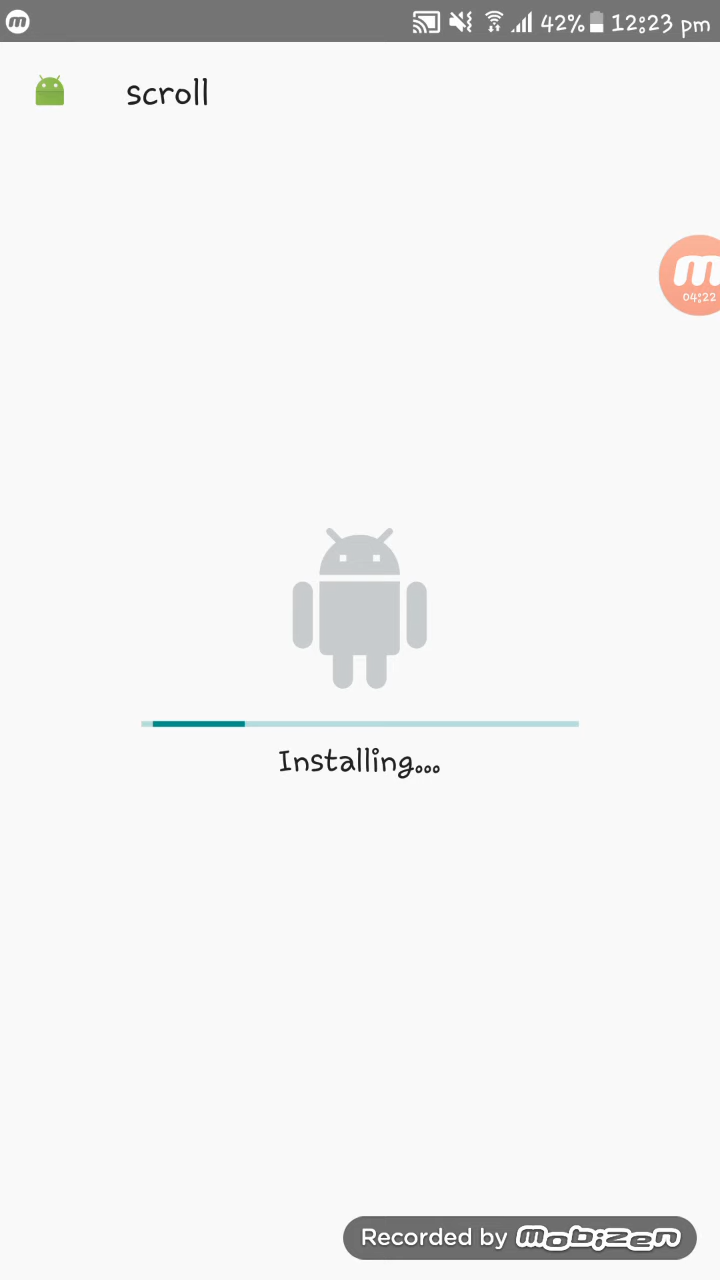 m 42% 12:23 pm
scroll
m
04:22
Installing...
Recorded by mobizen